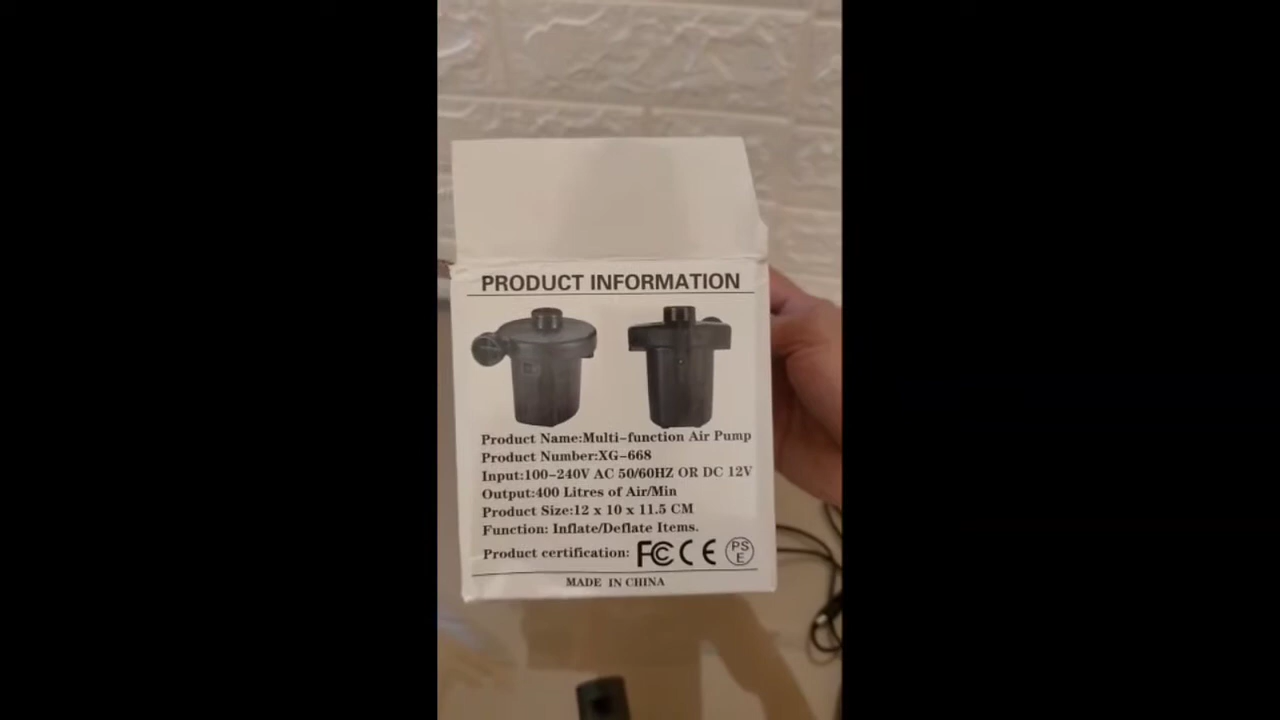 PRODUCT INFORMATION
Product Name:Multi-function Air Pump
Product Number:XG-668
Input:100-240V AC 50/60HZ OR DC 12V
Output:400 Litres of Air/Min
Product Size:12 x 10 x 11.5 CM
Function: Inflate/Deflate Items.
Product certification: FC CE PS E
MADE IN CHINA